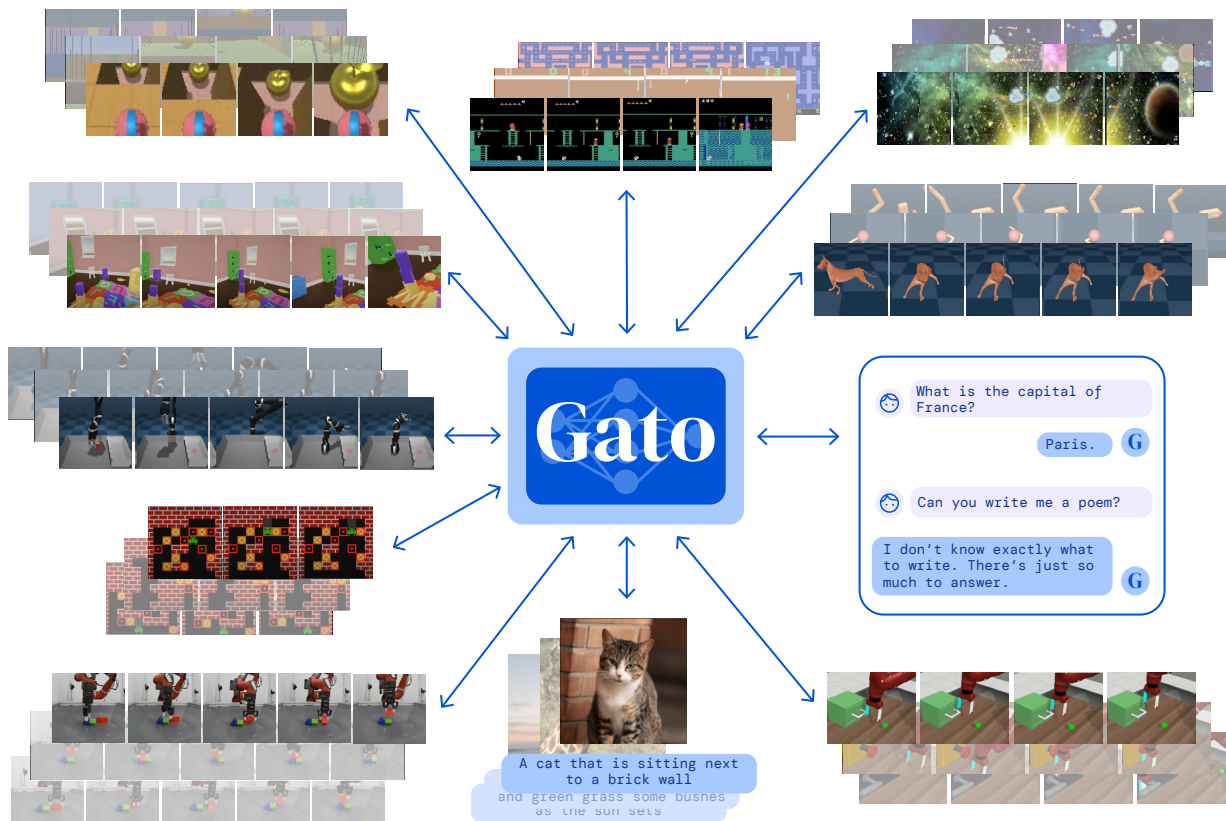 Gato
What is the capital of
France?
Paris.
G
Can you write me a poem?
I don't know exactly what
to write. There's just so
much to answer.
G
A cat that is sitting next
to a brick wall
and green grass some bushes
as the sun sets